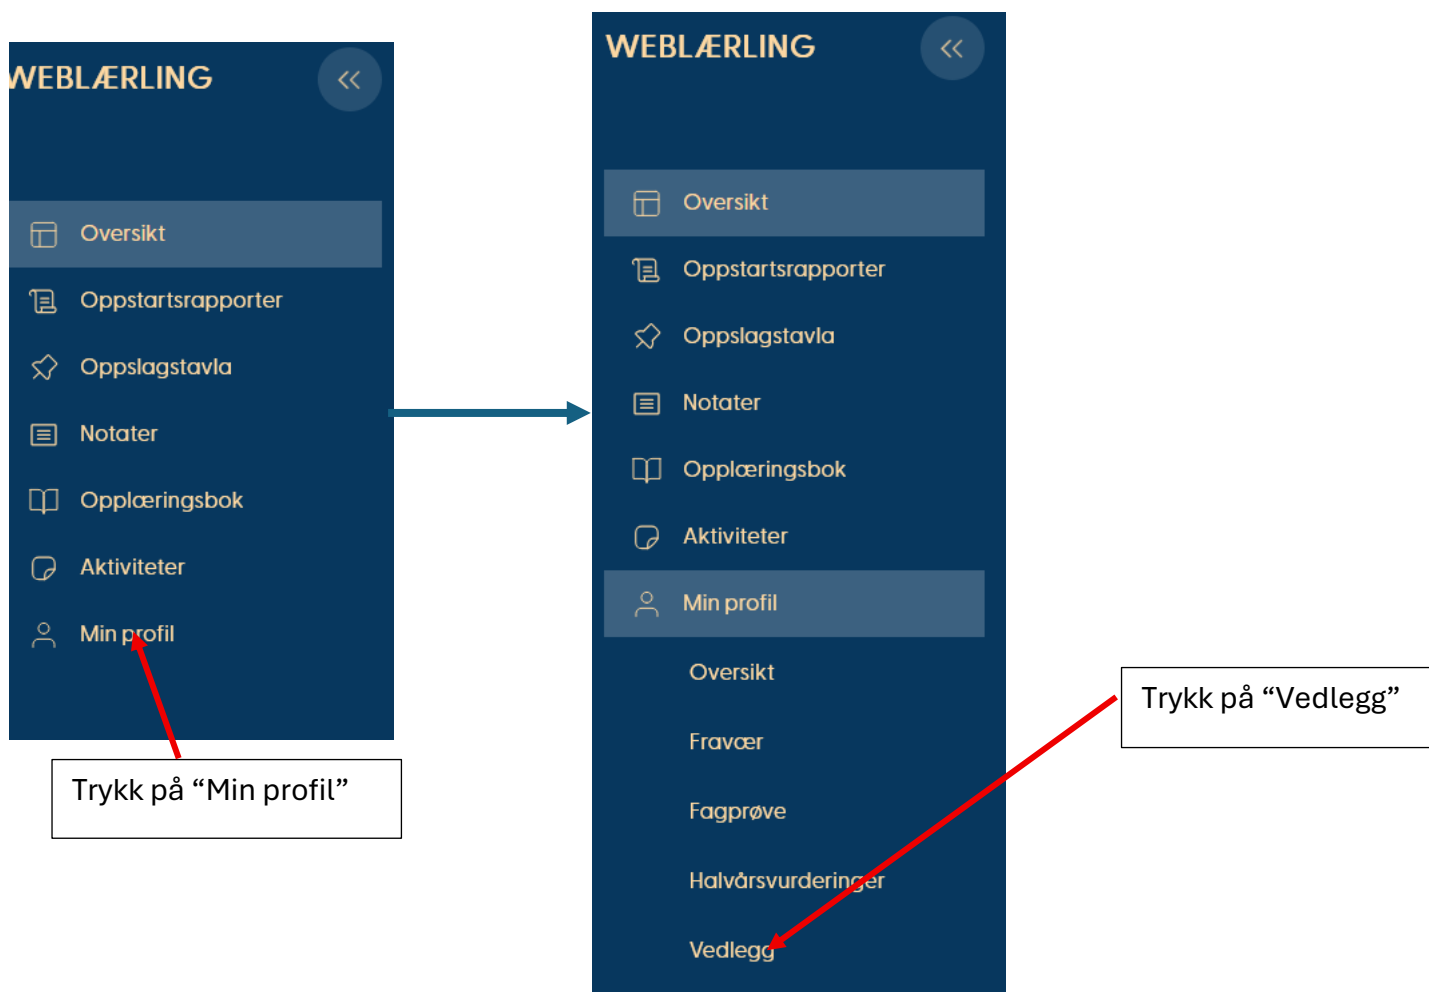 WEBLÆRLING
Oversikt
Oppstartsrapporter
Oppslagstavla
Notater
Opplæringsbok
Aktiviteter
Min profil
Trykk på “Min profil”
WEBLÆRLING
Oversikt
Oppstartsrapporter
Oppslagstavla
Notater
Opplæringsbok
Aktiviteter
Min profil
Oversikt
Fravær
Fagprøve
Halvårsvurderinger
Vedlegg
Trykk på “Vedlegg”